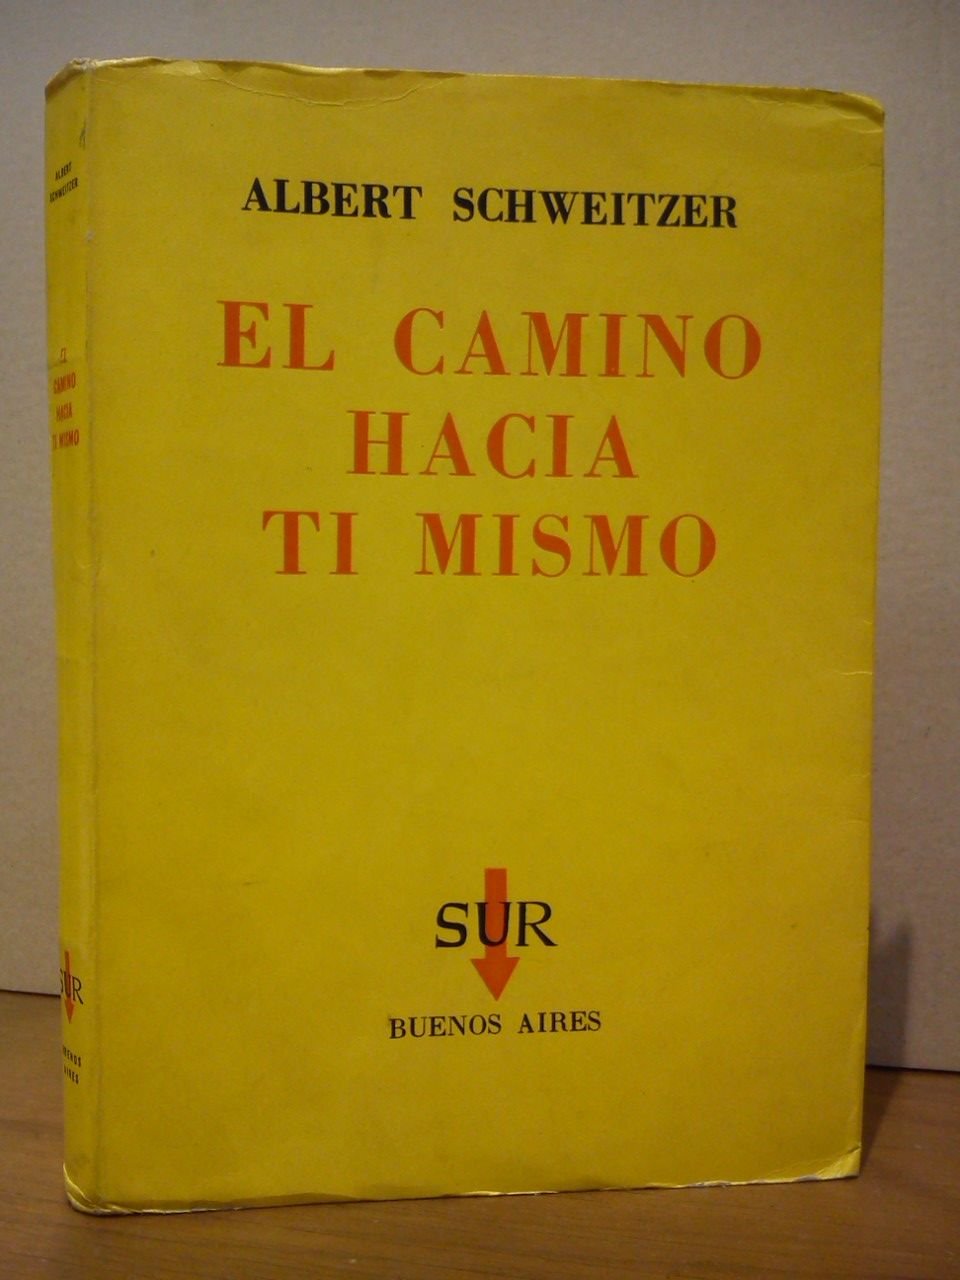 ALBERT SCHWEITZER
EL CAMINO
HACIA
TI MISMO
SUR
BUENOS AIRES
ALBERT
SCHWEITZER
EL
CAMINO
HACIA
TI MISMO
SUR
BUENOS
AIRES